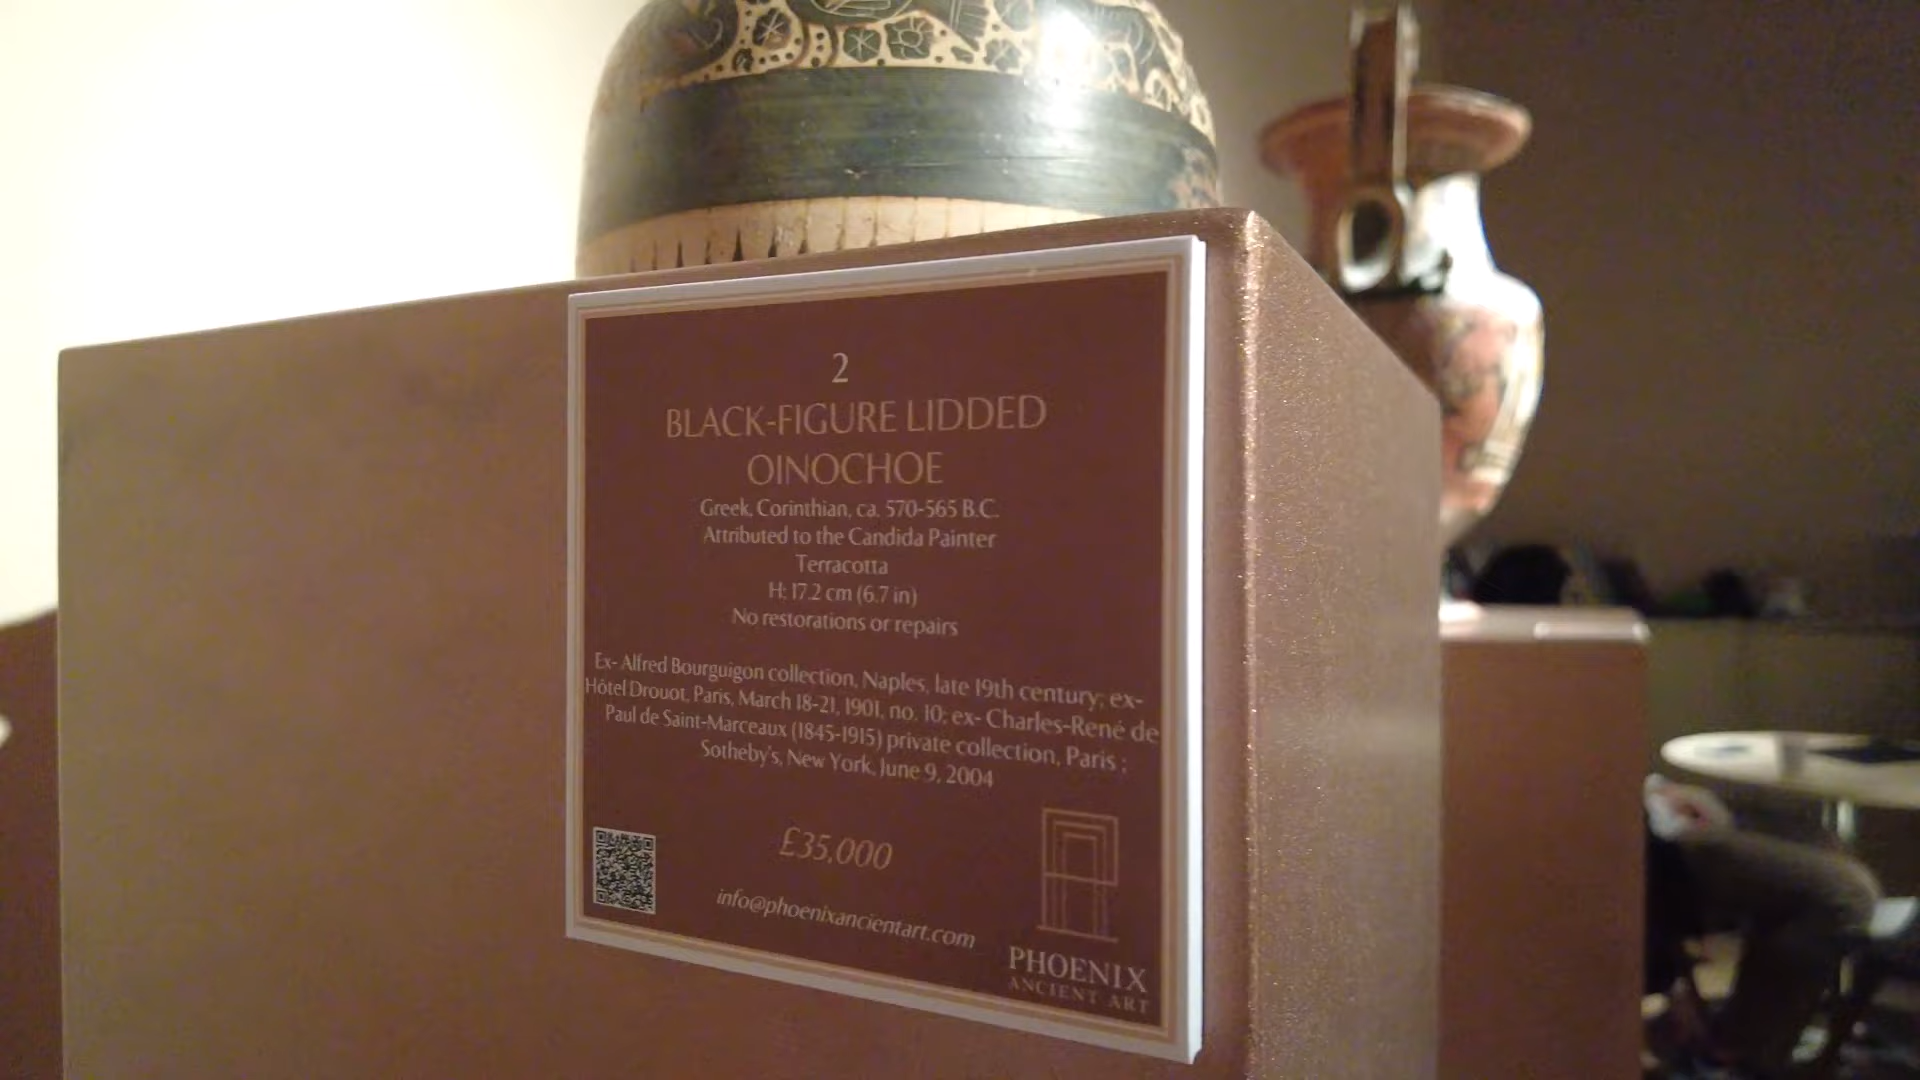 2
BLACK-FIGURE LIDDED
OINOCHOE
Greek, Corinthian, ca. 570-565 B.C.
Attributed to the Candida Painter
Terracotta
H: 17.2 cm (6.7 in)
No restorations or repairs
Ex- Alfred Bourguigon collection, Naples, late 19th century; ex-
Hôtel Drouot, Paris, March 18-21, 1901, no. 10; ex- Charles-René de
Paul de Saint-Marceaux (1845-1915) private collection, Paris ;
Sotheby's, New York, June 9, 2004
£35,000
info@phoenixancientart.com
PHOENIX
ANCIENT ART